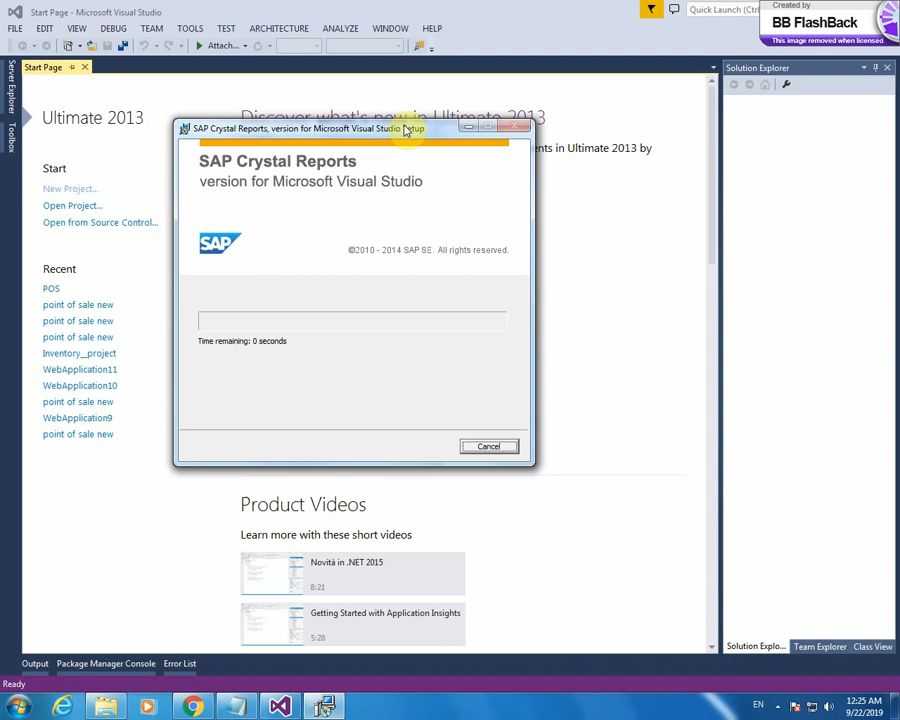 Start Page - Microsoft Visual Studio
Quick Launch (Ctrl
Created by
BB FlashBack
This image removed when licensed
FILE EDIT VIEW DEBUG TEAM TOOLS TEST ARCHITECTURE ANALYZE WINDOW HELP
Attach...
Server Explorer
Toolbox
Start Page
Solution Explorer
Ultimate 2013
Discover what's new in Ultimate 2013
ents in Ultimate 2013 by
Start
New Project...
Open Project...
Open from Source Control...
Recent
POS
point of sale new
point of sale new
point of sale new
Inventory__project
WebApplication11
WebApplication10
point of sale new
WebApplication9
point of sale new
SAP Crystal Reports, version for Microsoft Visual Studio Setup
SAP Crystal Reports
version for Microsoft Visual Studio
SAP
©2010 - 2014 SAP SE. All rights reserved.
Time remaining: 0 seconds
Cancel
Product Videos
Learn more with these short videos
Novità in .NET 2015
8:21
Getting Started with Application Insights
5:28
Solution Explo... Team Explorer Class View
Output Package Manager Console Error List
Ready
EN
12:25 AM
9/22/2019